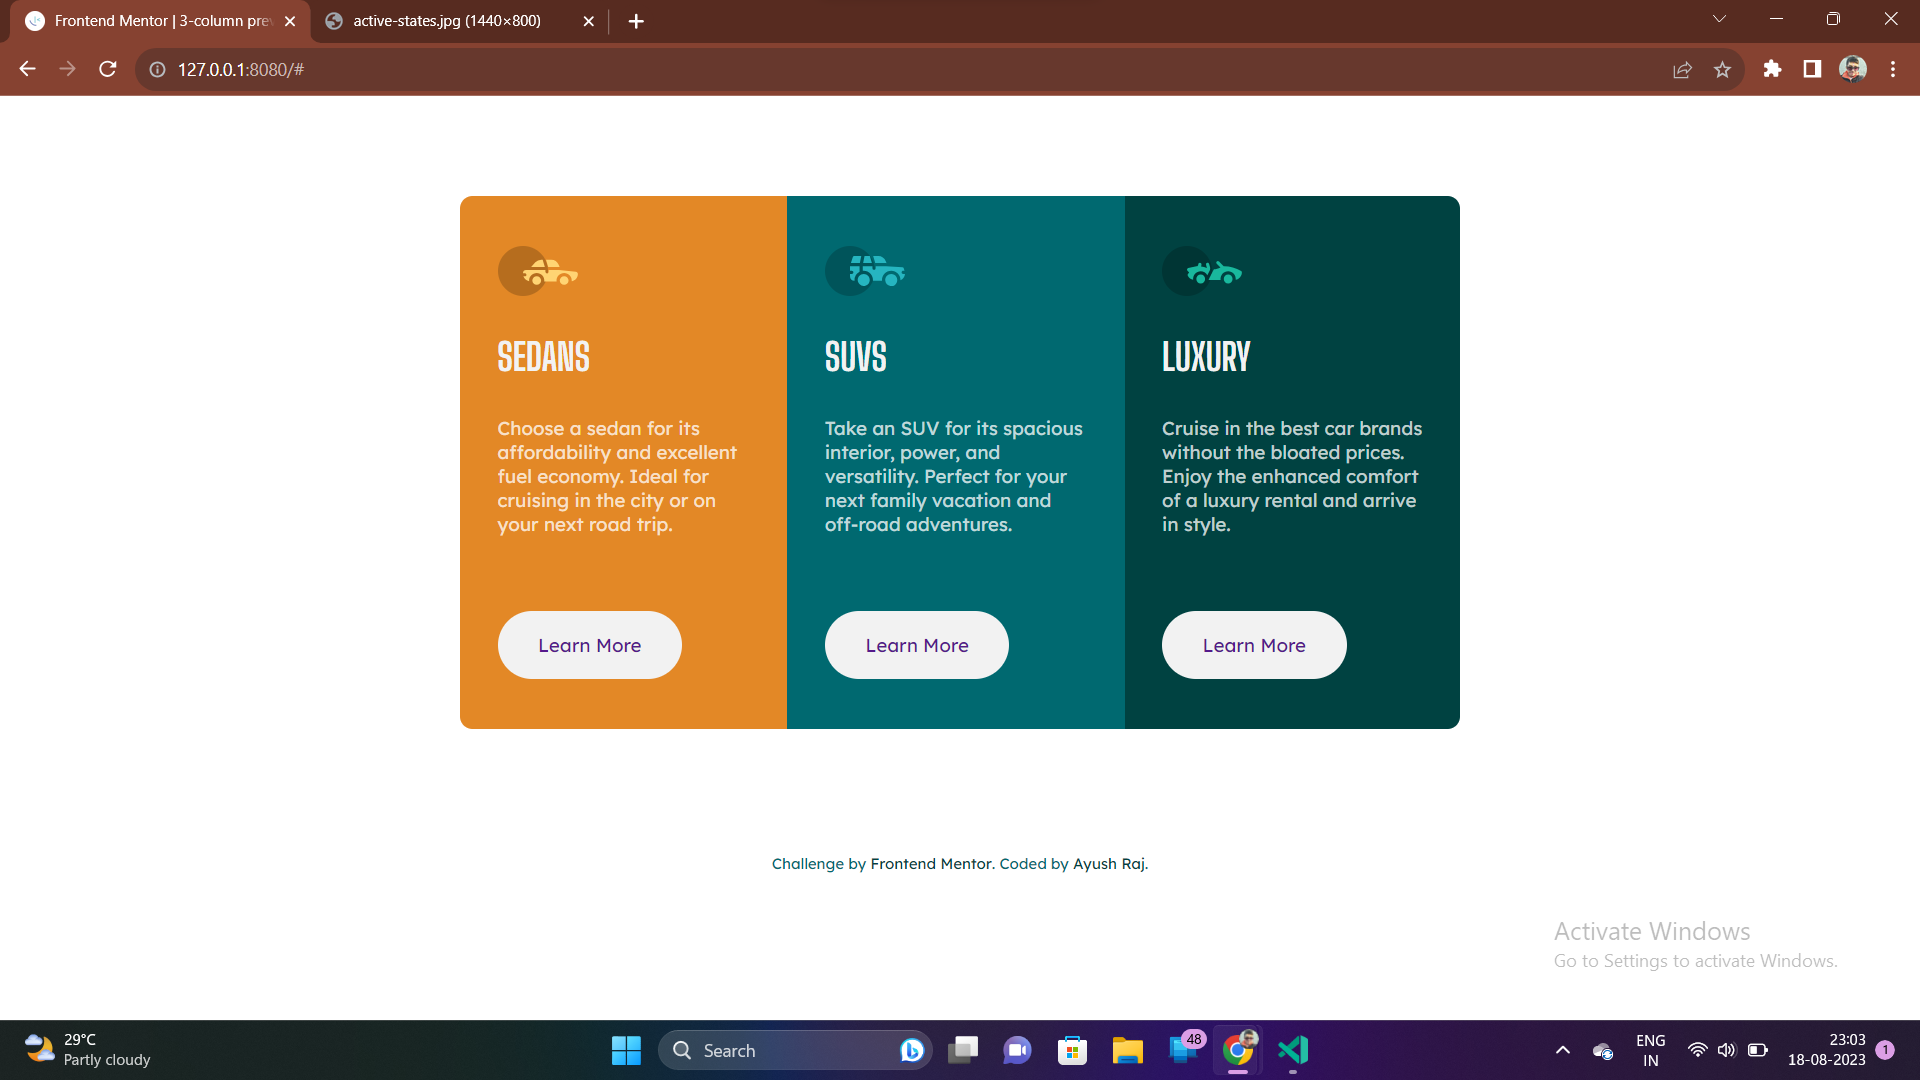 Frontend Mentor | 3-column prev
active-states.jpg (1440×800)
127.0.0.1:8080/#
SEDANS
Choose a sedan for its
affordability and excellent
fuel economy. Ideal for
cruising in the city or on
your next road trip.
Learn More
SUVS
Take an SUV for its spacious
interior, power, and
versatility. Perfect for your
next family vacation and
off-road adventures.
Learn More
LUXURY
Cruise in the best car brands
without the bloated prices.
Enjoy the enhanced comfort
of a luxury rental and arrive
in style.
Learn More
Challenge by Frontend Mentor. Coded by Ayush Raj.
Activate Windows
Go to Settings to activate Windows.
29°C
Partly cloudy
Search
48
ENG
IN
23:03
18-08-2023
1